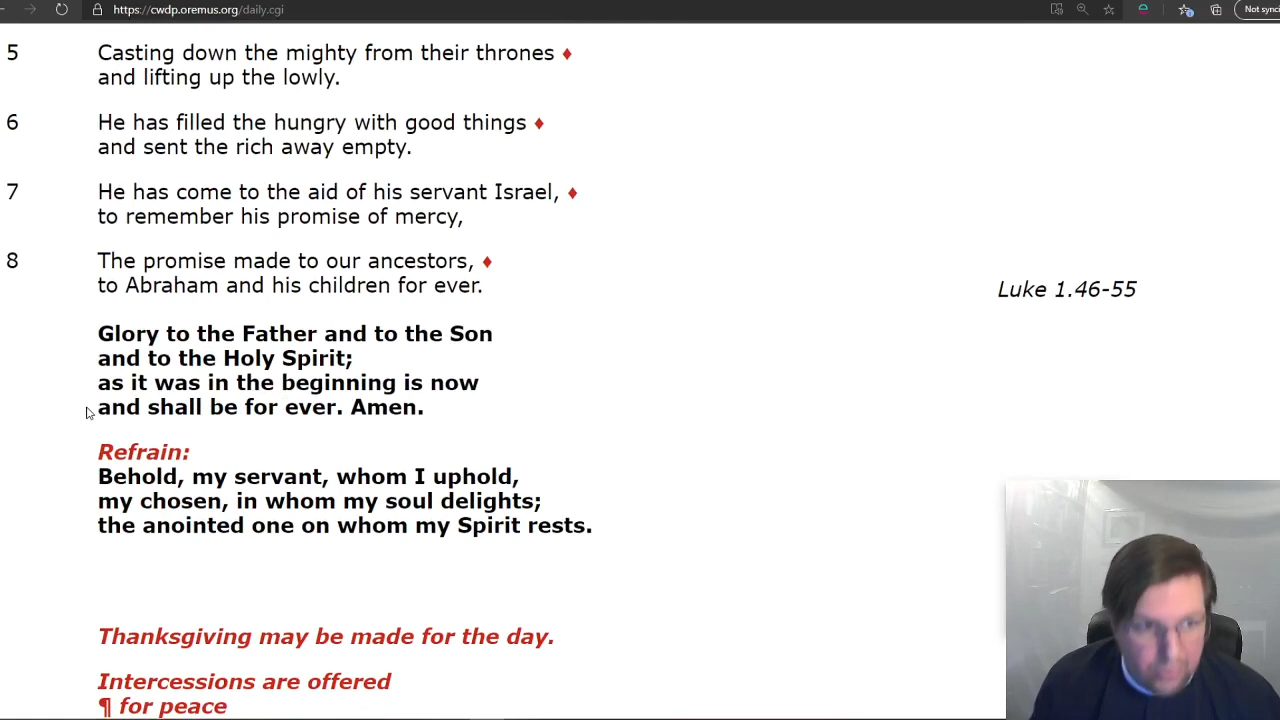 https://cwdp.oremus.org/daily.cgi
Not synci
5 Casting down the mighty from their thrones ♦
and lifting up the lowly.
6 He has filled the hungry with good things ♦
and sent the rich away empty.
7 He has come to the aid of his servant Israel, ♦
to remember his promise of mercy,
8 The promise made to our ancestors, ♦
to Abraham and his children for ever.
Luke 1.46-55
Glory to the Father and to the Son
and to the Holy Spirit;
as it was in the beginning is now
and shall be for ever. Amen.
Refrain:
Behold, my servant, whom I uphold,
my chosen, in whom my soul delights;
the anointed one on whom my Spirit rests.
Thanksgiving may be made for the day.
Intercessions are offered
¶ for peace